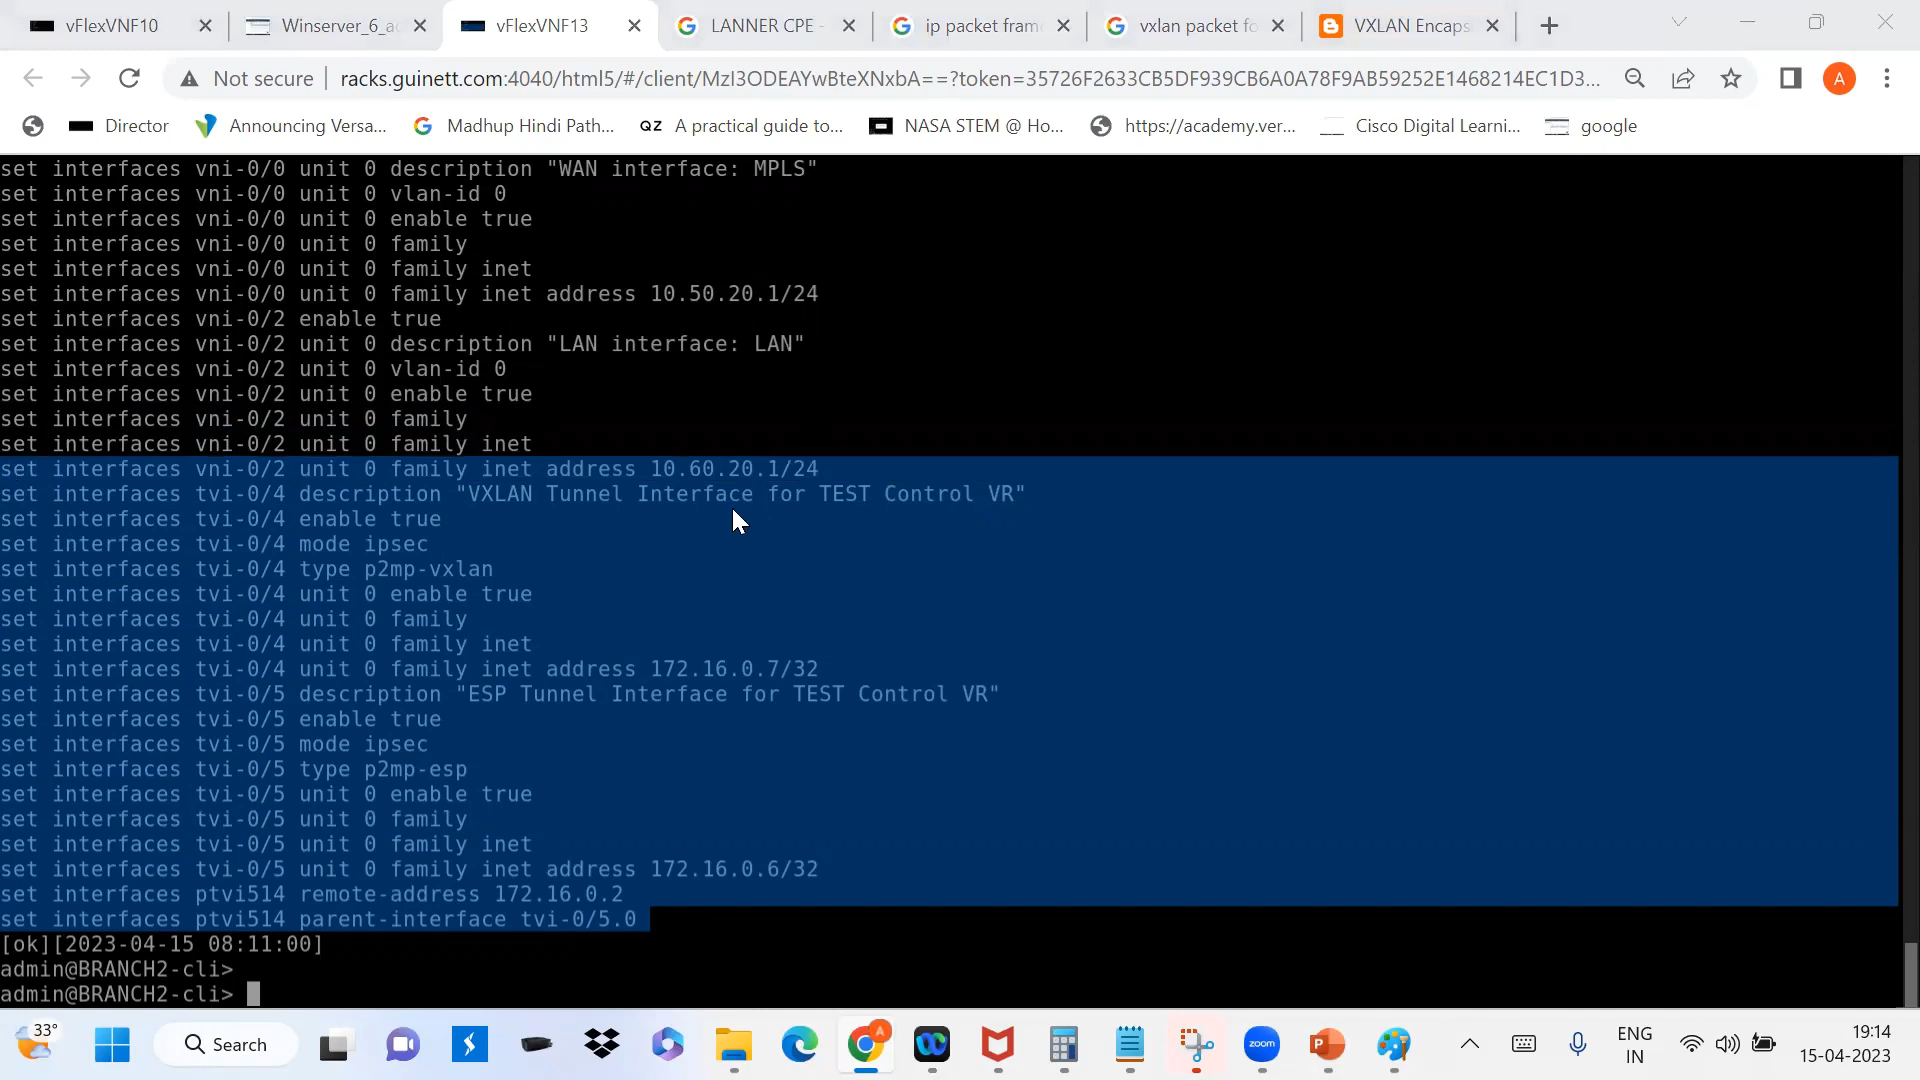 vFlexVNF10
Winserver_6_a
vFlexVNF13
LANNER CPE -
ip packet fram
vxlan packet fo
VXLAN Encaps
Not secure
racks.guinett.com:4040/html5/#/client/MzI3ODEAYwBteXNxbA==?token=35726F2633CB5DF939CB6A0A78F9AB59252E1468214EC1D3...
A
Director
Announcing Versa...
Madhup Hindi Path...
QZ A practical guide to...
NASA STEM @ Ho...
https://academy.ver...
Cisco Digital Learni...
google
set interfaces vni-0/0 unit 0 description "WAN interface: MPLS"
set interfaces vni-0/0 unit 0 vlan-id 0
set interfaces vni-0/0 unit 0 enable true
set interfaces vni-0/0 unit 0 family
set interfaces vni-0/0 unit 0 family inet
set interfaces vni-0/0 unit 0 family inet address 10.50.20.1/24
set interfaces vni-0/2 enable true
set interfaces vni-0/2 unit 0 description "LAN interface: LAN"
set interfaces vni-0/2 unit 0 vlan-id 0
set interfaces vni-0/2 unit 0 enable true
set interfaces vni-0/2 unit 0 family
set interfaces vni-0/2 unit 0 family inet
set interfaces vni-0/2 unit 0 family inet address 10.60.20.1/24
set interfaces tvi-0/4 description "VXLAN Tunnel Interface for TEST Control VR"
set interfaces tvi-0/4 enable true
set interfaces tvi-0/4 mode ipsec
set interfaces tvi-0/4 type p2mp-vxlan
set interfaces tvi-0/4 unit 0 enable true
set interfaces tvi-0/4 unit 0 family
set interfaces tvi-0/4 unit 0 family inet
set interfaces tvi-0/4 unit 0 family inet address 172.16.0.7/32
set interfaces tvi-0/5 description "ESP Tunnel Interface for TEST Control VR"
set interfaces tvi-0/5 enable true
set interfaces tvi-0/5 mode ipsec
set interfaces tvi-0/5 type p2mp-esp
set interfaces tvi-0/5 unit 0 enable true
set interfaces tvi-0/5 unit 0 family
set interfaces tvi-0/5 unit 0 family inet
set interfaces tvi-0/5 unit 0 family inet address 172.16.0.6/32
set interfaces ptvi514 remote-address 172.16.0.2
set interfaces ptvi514 parent-interface tvi-0/5.0
[ok][2023-04-15 08:11:00]
admin@BRANCH2-cli>
admin@BRANCH2-cli>
33°
Search
A
zoom
ENG
IN
19:14
15-04-2023